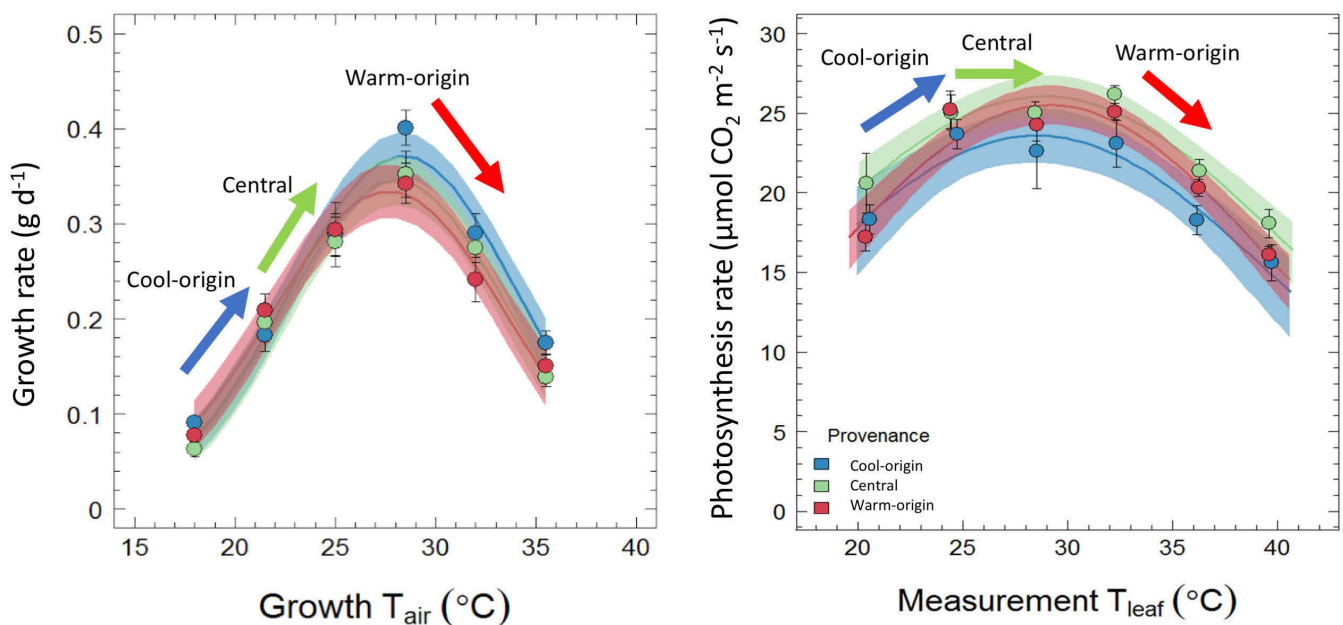 0.5
0.4
0.3
0.2
0.1
0
15 20 25 30 35 40
Growth rate (g d⁻¹)
Growth T_air (°C)
Cool-origin
Central
Warm-origin
30
25
20
15
10
5
0
20 25 30 35 40
Photosynthesis rate (µmol CO₂ m⁻² s⁻¹)
Measurement T_leaf (°C)
Cool-origin
Central
Warm-origin
Provenance
Cool-origin
Central
Warm-origin